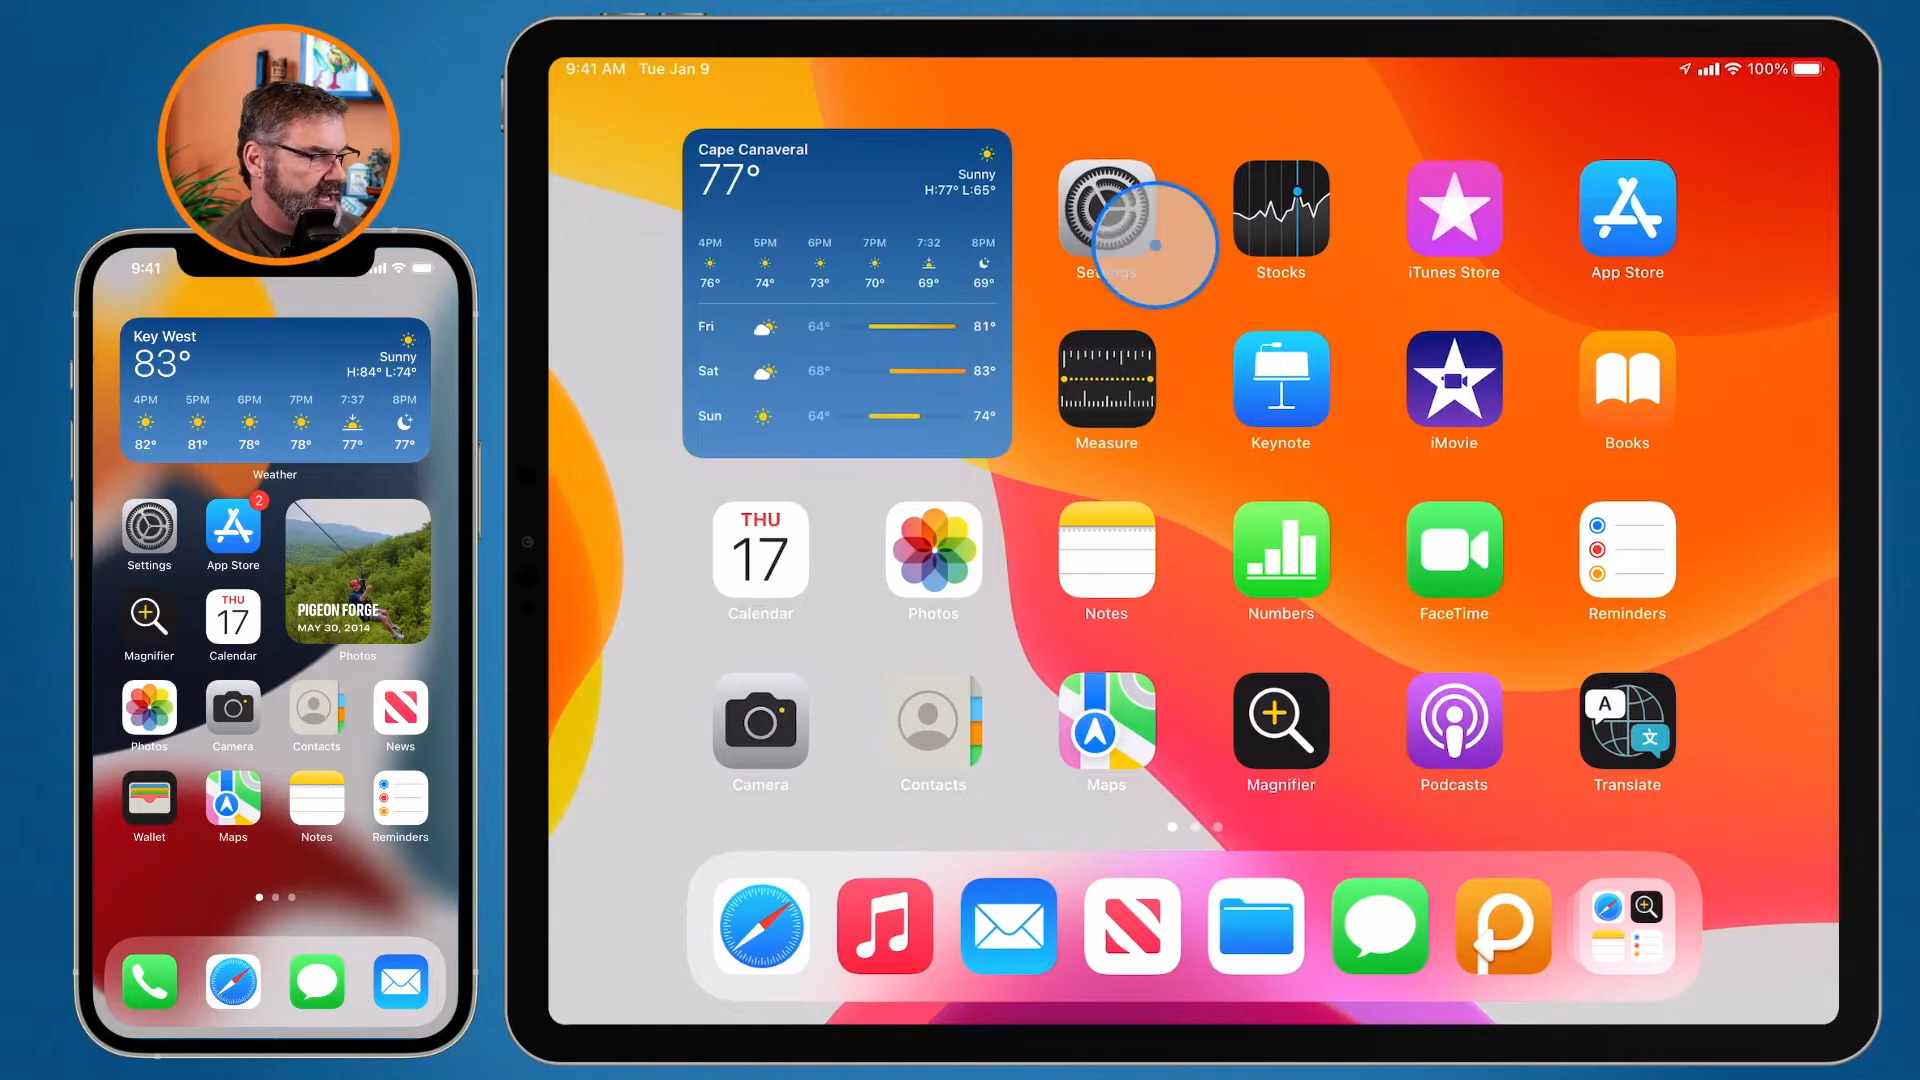 9:41
Key West
83°
Sunny
H:84° L:74°
4PM 5PM 6PM 7PM 7:37 8PM
82° 81° 78° 78° 77° 77°
Weather
2
Settings App Store
PIGEON FORGE
MAY 30, 2014
THU
17
Magnifier Calendar Photos
Photos Camera Contacts News
Wallet Maps Notes Reminders
9:41 AM Tue Jan 9
100%
Cape Canaveral
77°
Sunny
H:77° L:65°
4PM 5PM 6PM 7PM 7:32 8PM
76° 74° 73° 70° 69° 69°
Fri 64° 81°
Sat 68° 83°
Sun 64° 74°
Settings Stocks iTunes Store App Store
Measure Keynote iMovie Books
THU
17
Calendar Photos Notes Numbers FaceTime Reminders
A
文
Camera Contacts Maps Magnifier Podcasts Translate